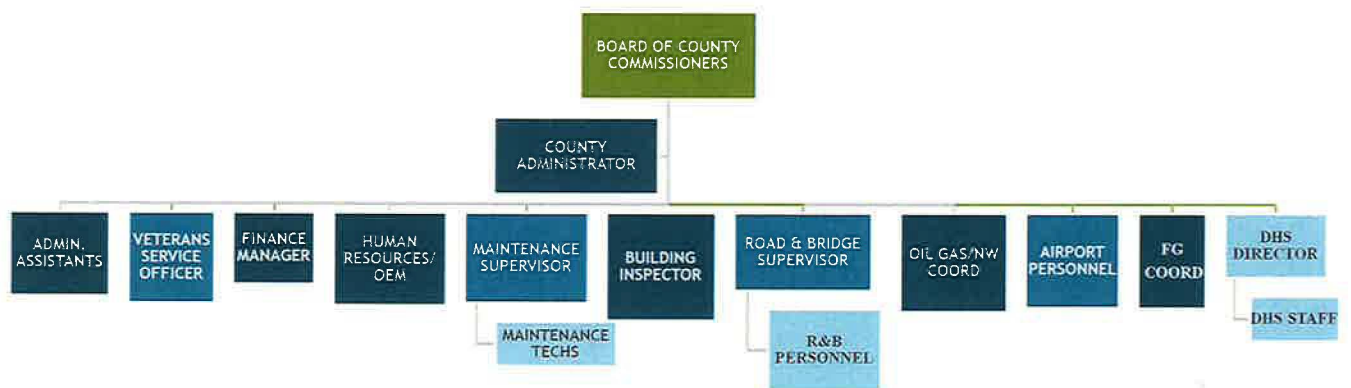 BOARD OF COUNTY
COMMISSIONERS
COUNTY
ADMINISTRATOR
ADMIN.
ASSISTANTS
VETERANS
SERVICE
OFFICER
FINANCE
MANAGER
HUMAN
RESOURCES/
OEM
MAINTENANCE
SUPERVISOR
MAINTENANCE
TECHS
BUILDING
INSPECTOR
ROAD & BRIDGE
SUPERVISOR
R&B
PERSONNEL
OIL GAS/NW
COORD
AIRPORT
PERSONNEL
FG
COORD
DHS
DIRECTOR
DHS STAFF